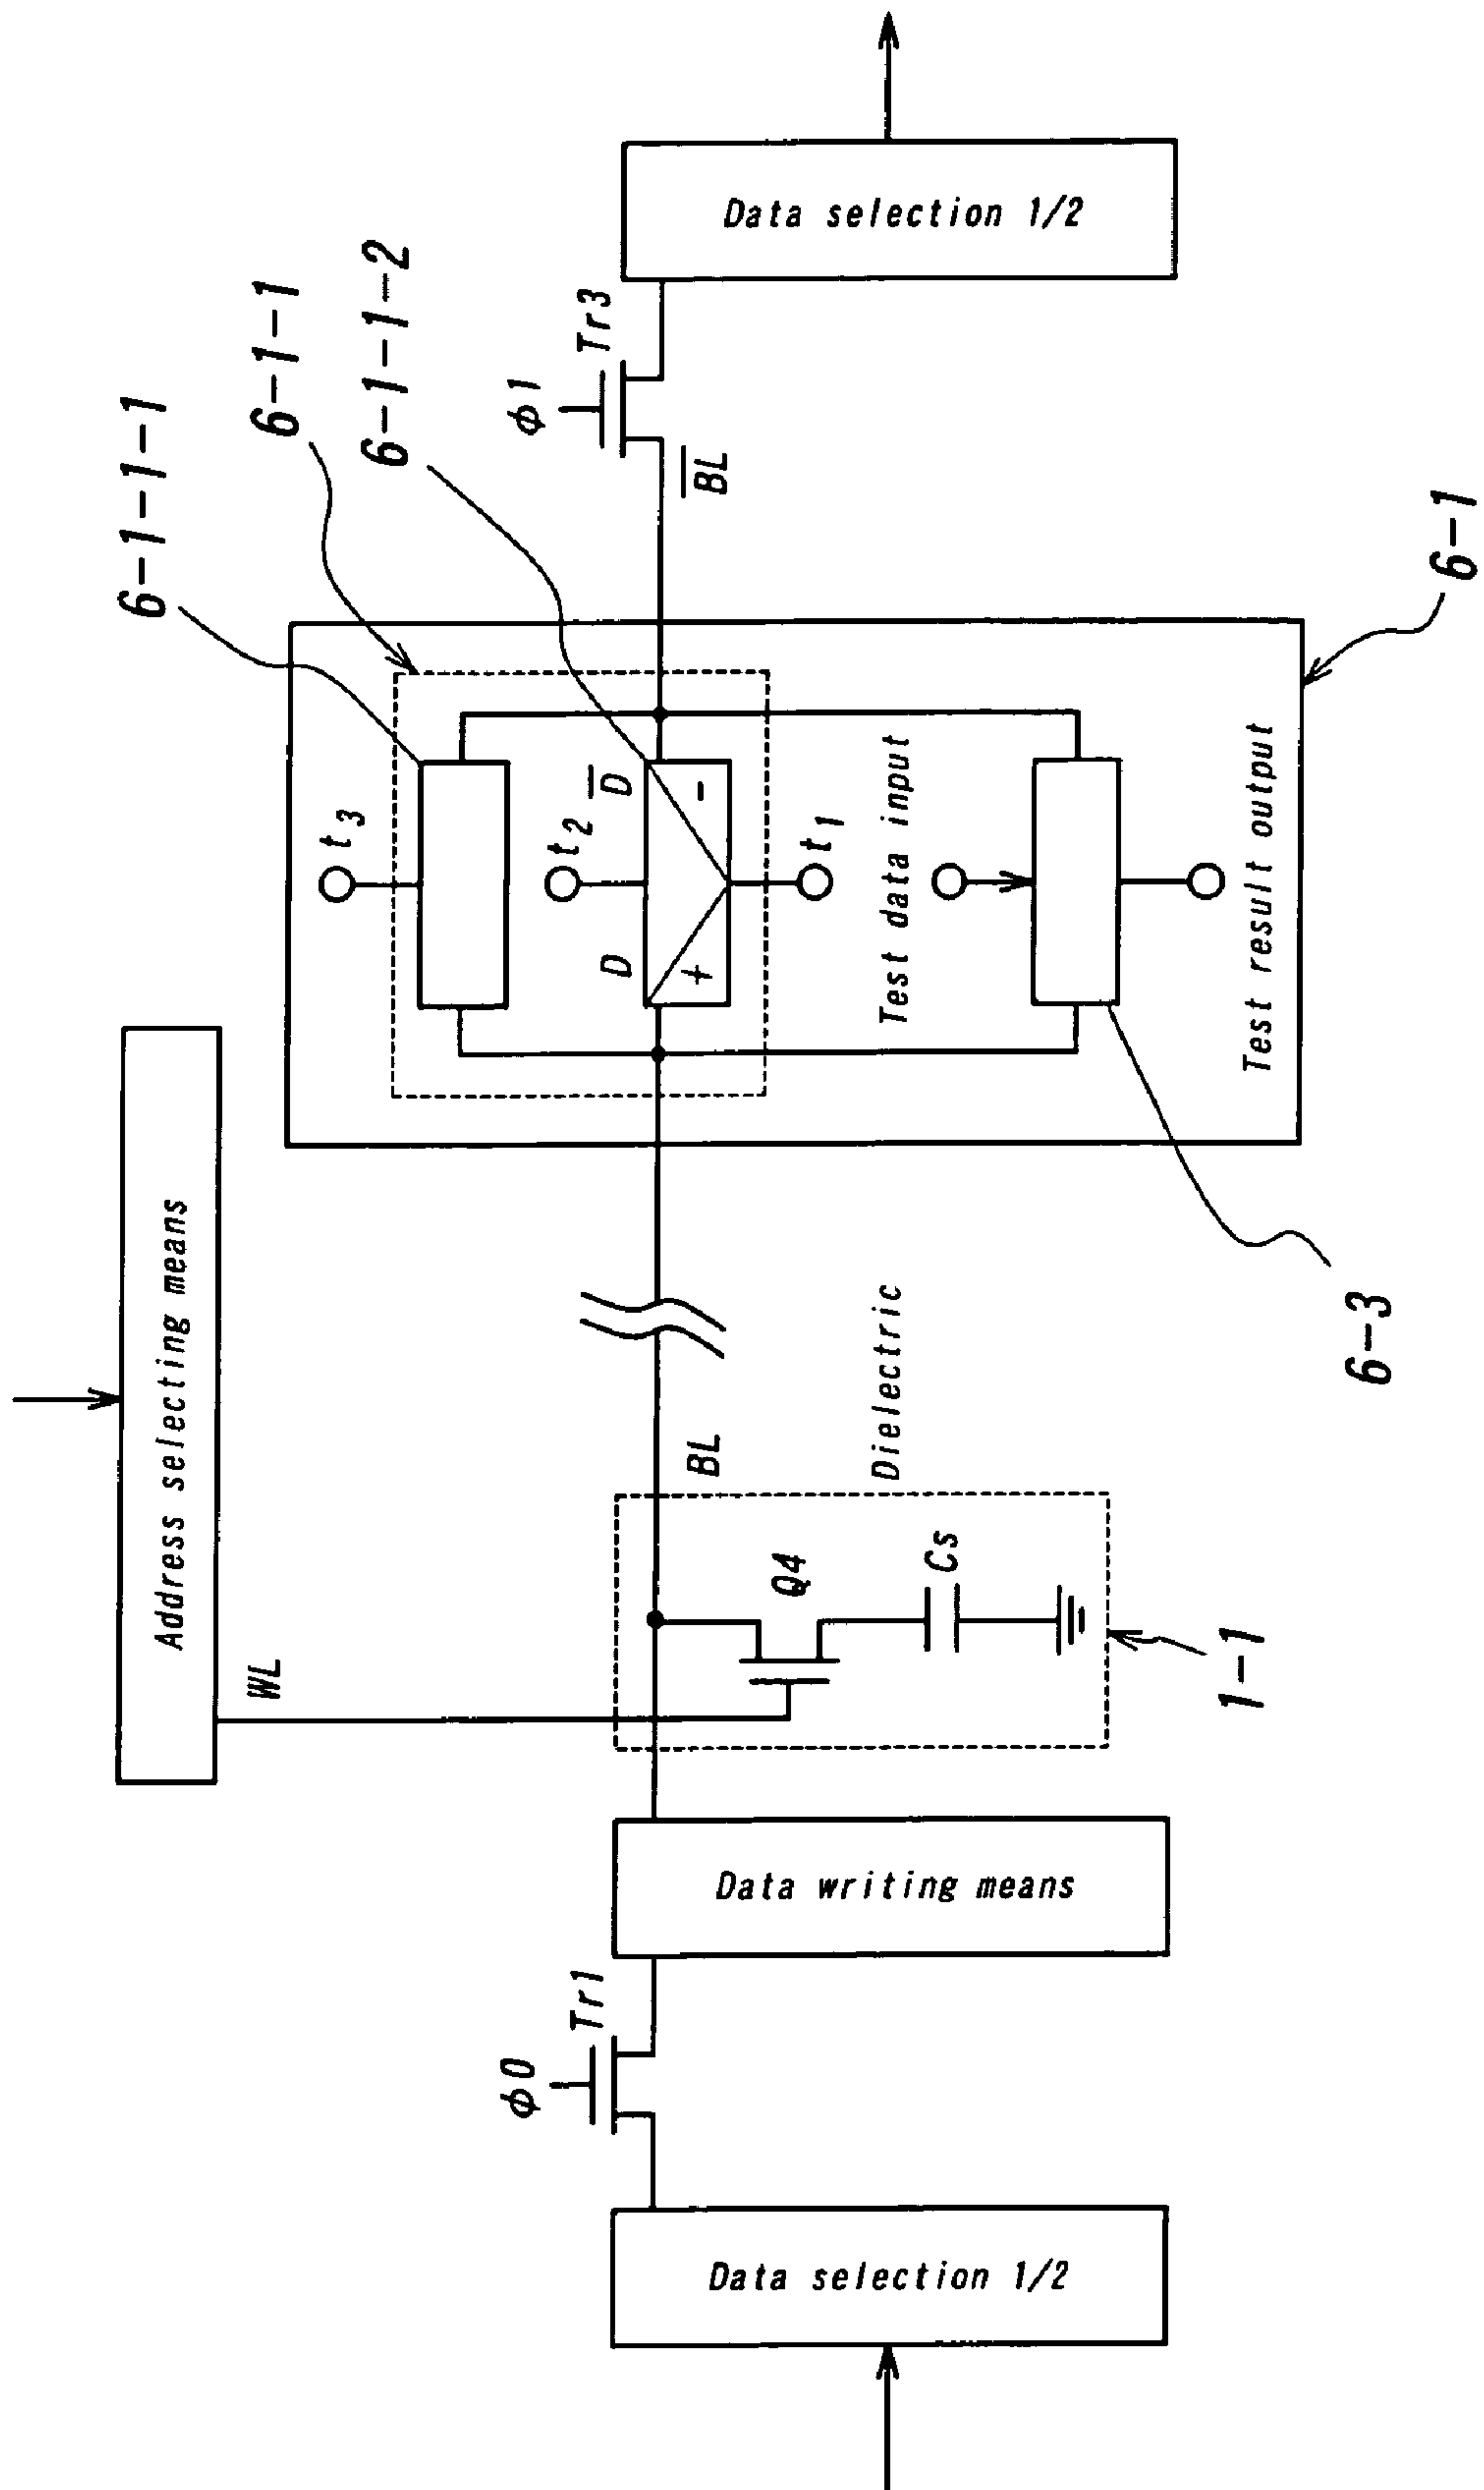 Address selecting means
WL
6-1-1-1
6-1-1
6-1-1-2
t3
t2
D
D̅
+
-
t1
Test data input
Test result output
6-1
6-3
φ0
Tr1
φ1
Tr3
BL
B̅L̅
Data selection 1/2
Data writing means
Q4
Cs
Dielectric
1-1
Data selection 1/2